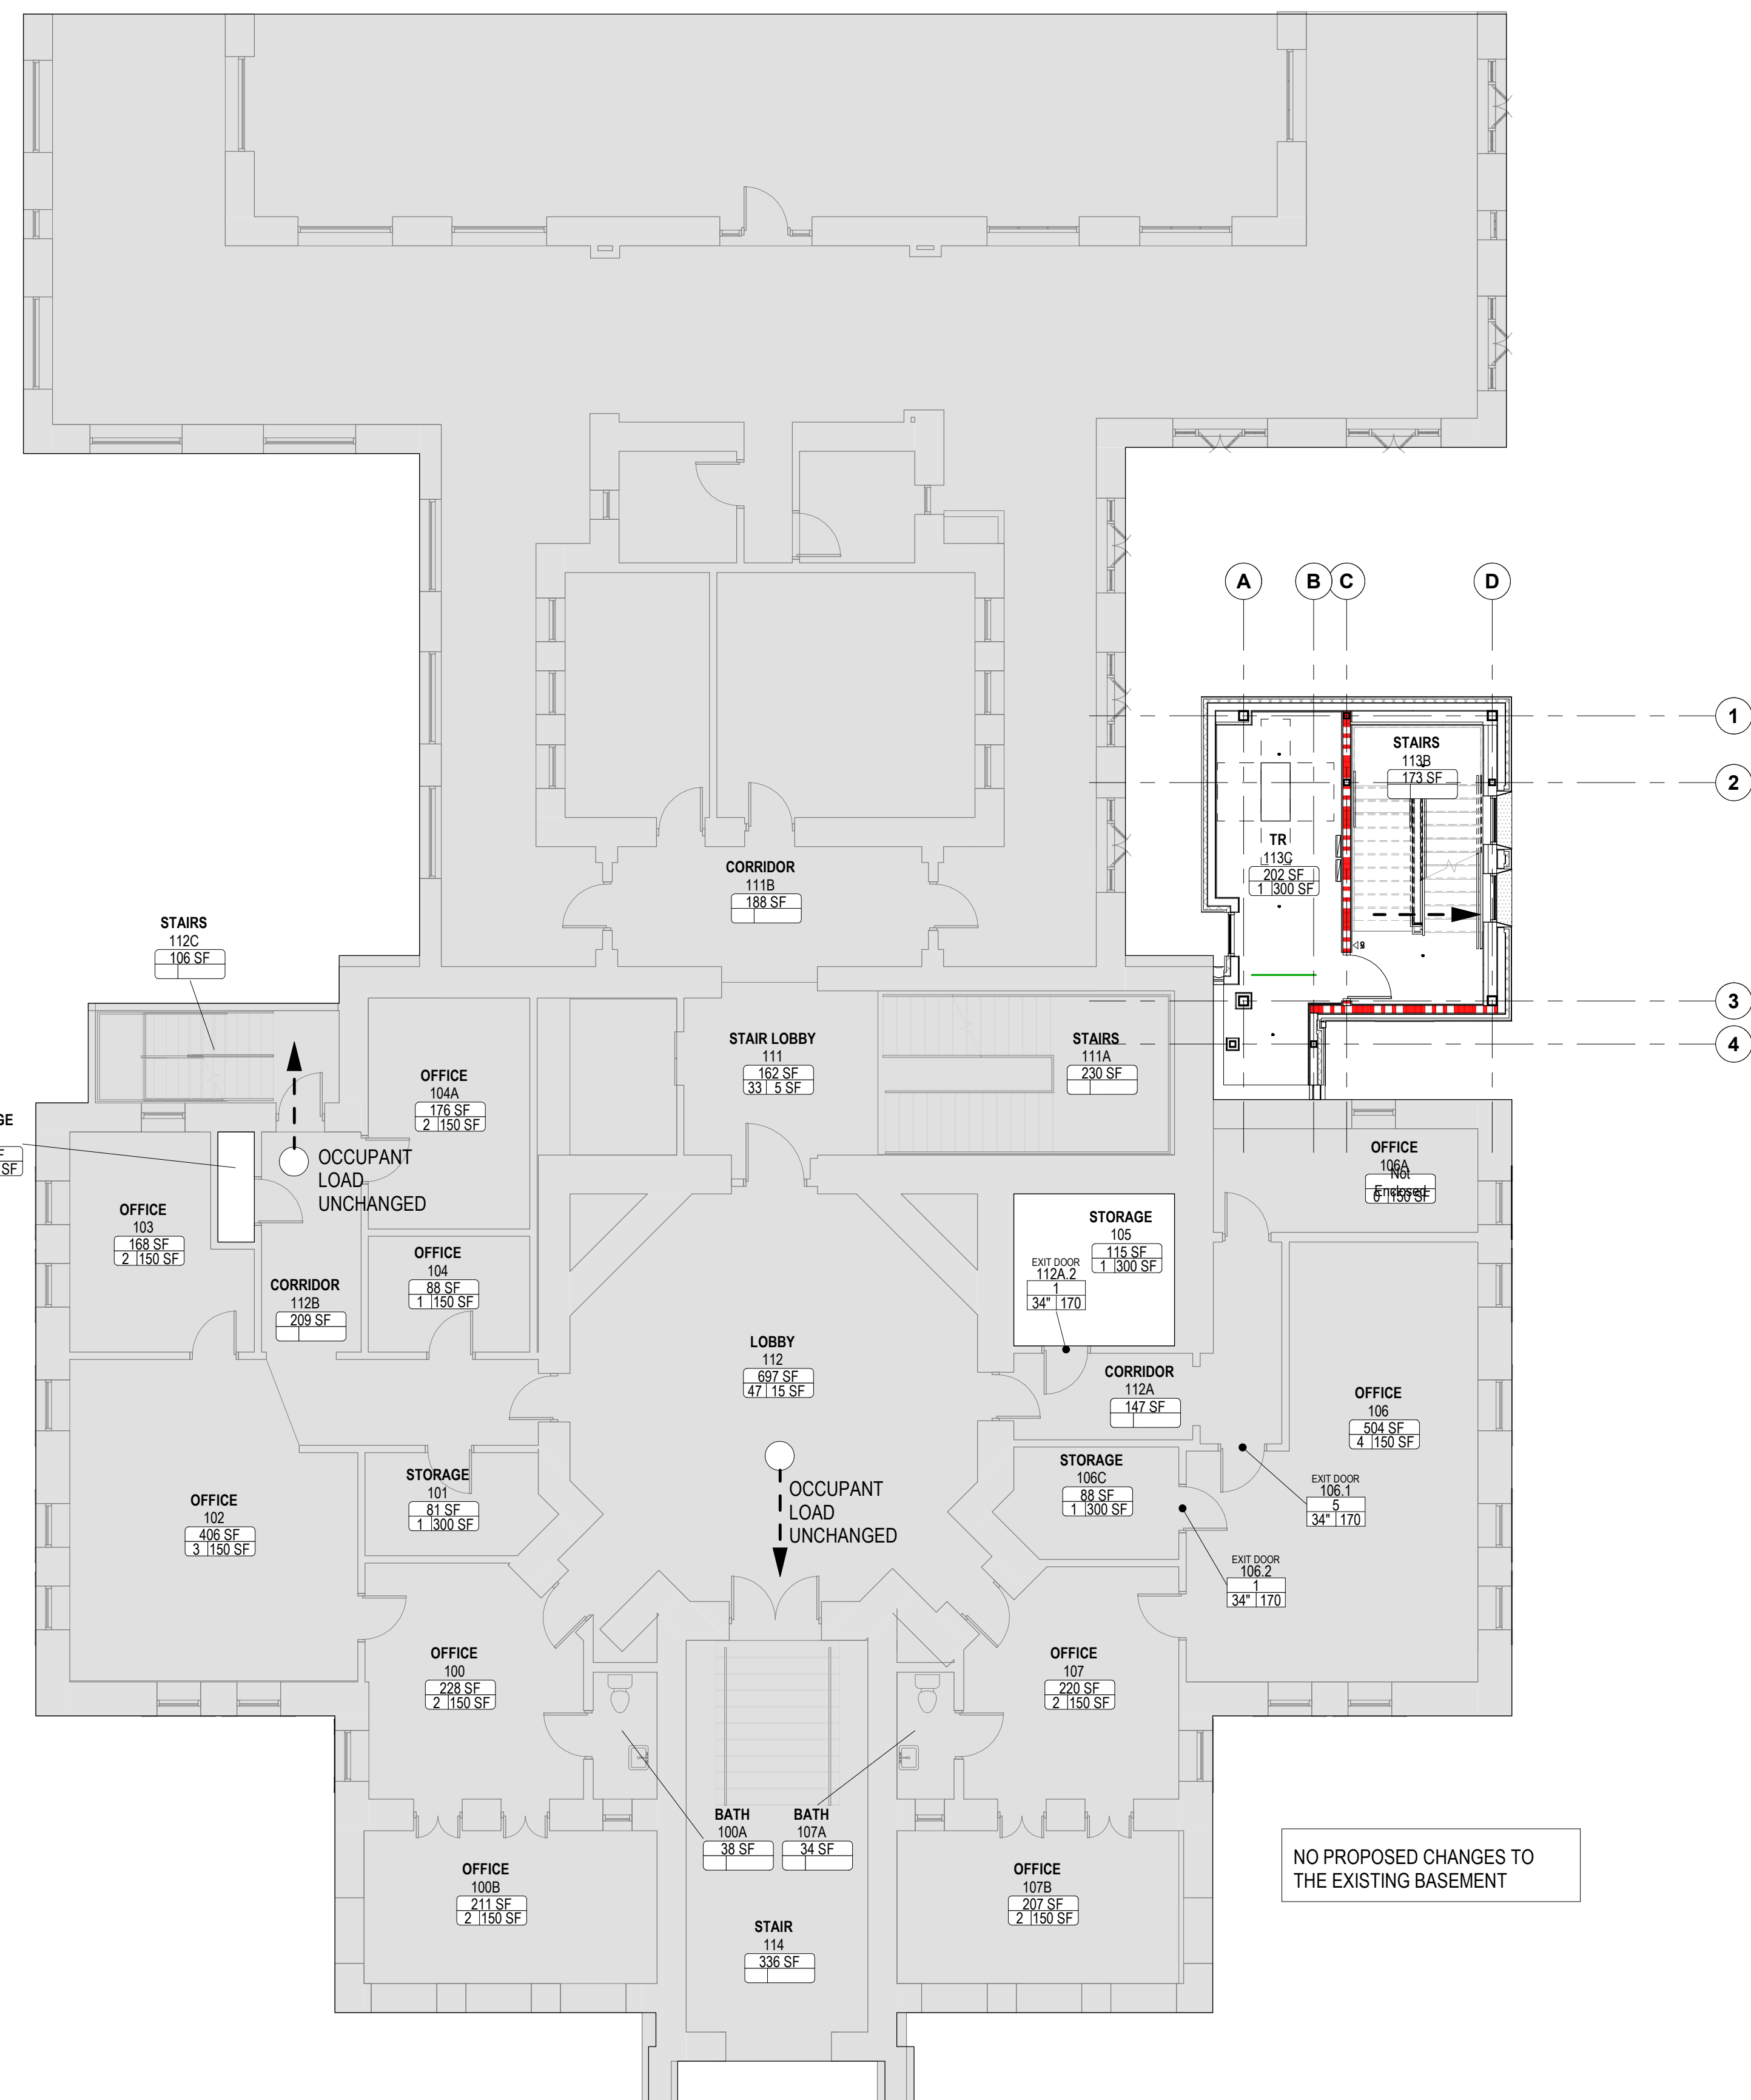 A
B
C
D
1
2
3
4
STAIRS
113B
173 SF
TR
113C
202 SF
1 300 SF
CORRIDOR
111B
188 SF
STAIRS
112C
106 SF
STAIR LOBBY
111
162 SF
33 5 SF
STAIRS
111A
230 SF
OFFICE
104A
176 SF
2 150 SF
GE
F
SF
OCCUPANT
LOAD
UNCHANGED
OFFICE
106A
Not
Enclosed
0 150 SF
OFFICE
103
168 SF
2 150 SF
STORAGE
105
115 SF
1 300 SF
EXIT DOOR
112A.2
1
34" 170
OFFICE
104
88 SF
1 150 SF
CORRIDOR
112B
209 SF
LOBBY
112
697 SF
47 15 SF
CORRIDOR
112A
147 SF
OFFICE
106
504 SF
4 150 SF
STORAGE
101
81 SF
1 300 SF
STORAGE
106C
88 SF
1 300 SF
EXIT DOOR
106.1
5
34" 170
OFFICE
102
406 SF
3 150 SF
OCCUPANT
LOAD
UNCHANGED
EXIT DOOR
106.2
1
34" 170
OFFICE
100
228 SF
2 150 SF
OFFICE
107
220 SF
2 150 SF
BATH
100A
38 SF
BATH
107A
34 SF
OFFICE
100B
211 SF
2 150 SF
OFFICE
107B
207 SF
2 150 SF
STAIR
114
336 SF
NO PROPOSED CHANGES TO
THE EXISTING BASEMENT